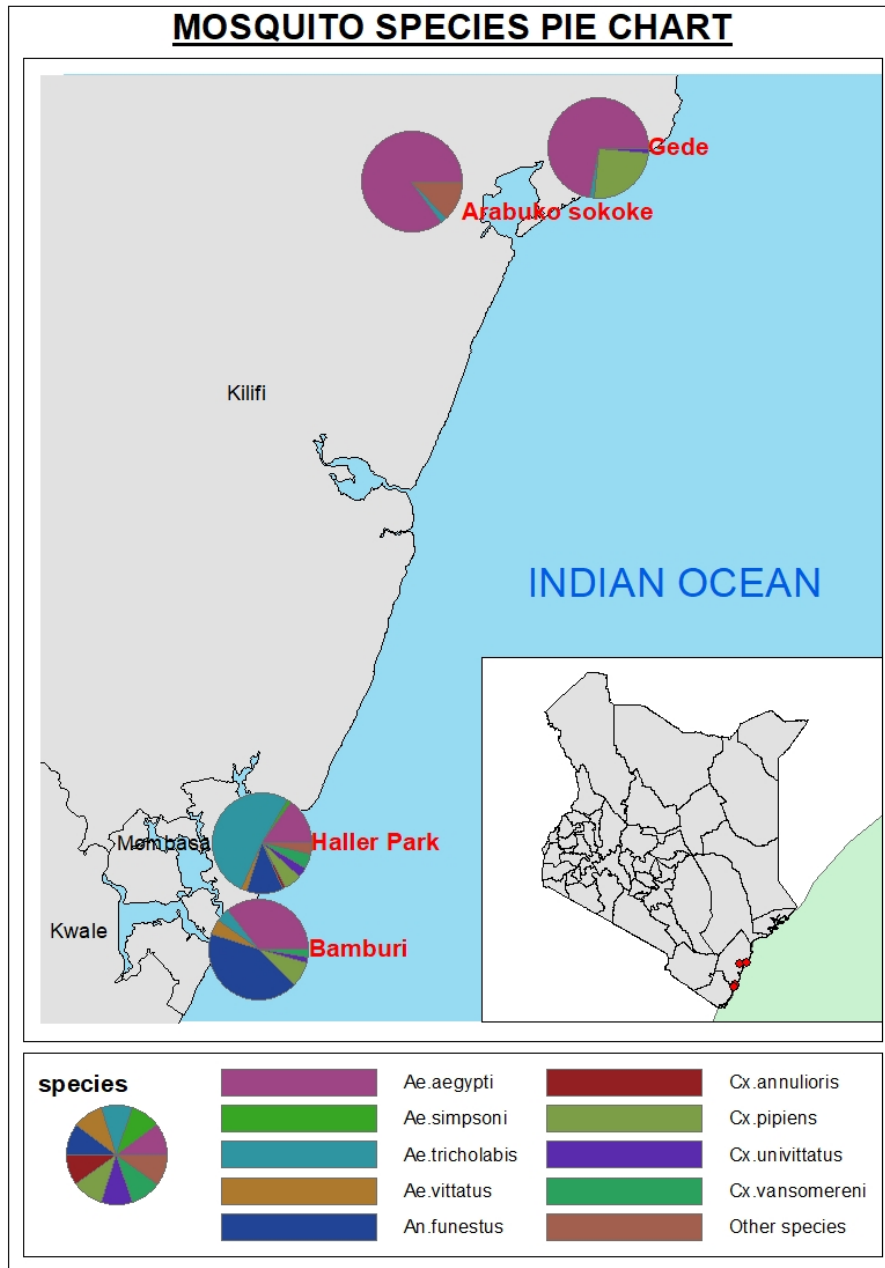 MOSQUITO SPECIES PIE CHART
Gede
Arabuko sokoke
Kilifi
INDIAN OCEAN
Mombasa
Haller Park
Kwale
Bamburi
species
Ae.aegypti
Ae.simpsoni
Ae.tricholabis
Ae.vittatus
An.funestus
Cx.annulioris
Cx.pipiens
Cx.univittatus
Cx.vansomereni
Other species